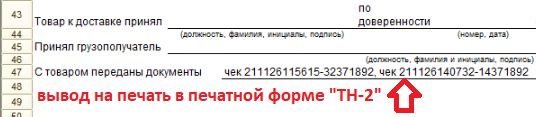 по
43 Товар к доставке принял доверенности
44 (должность, фамилия, инициалы, подпись) (номер, дата)
45 Принял грузополучатель
46 (должность, фамилия и инициалы, подпись)
47 С товаром переданы документы чек 211126115615-32371892, чек 211126140732-14371892
48
49 вывод на печать в печатной форме "ТН-2"
50